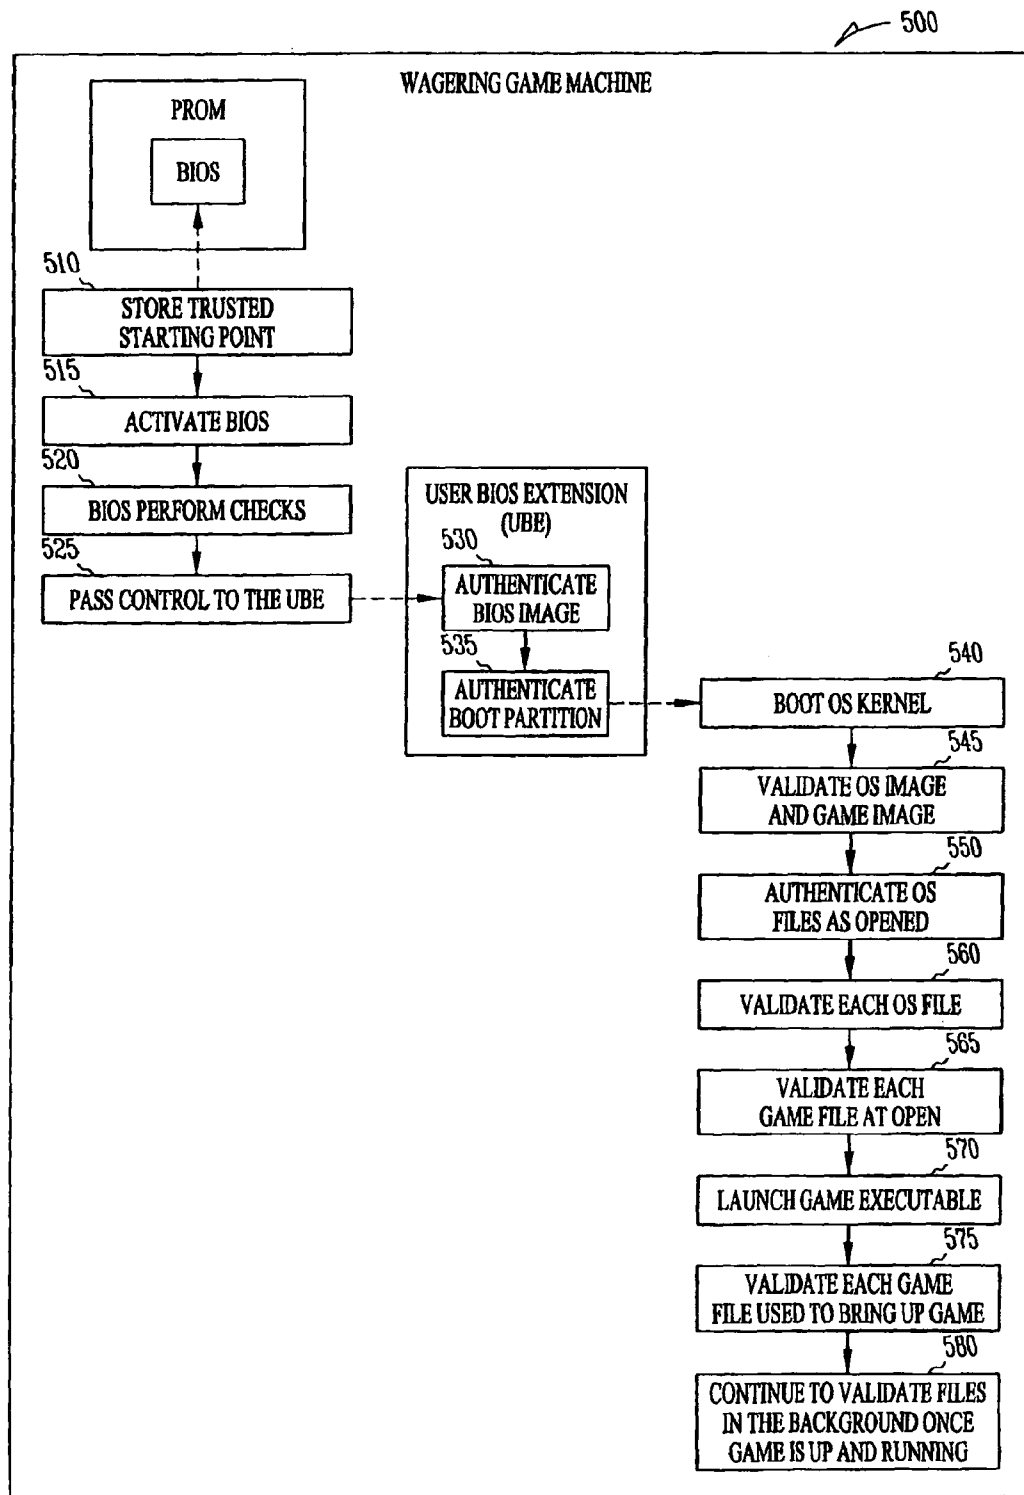 500
WAGERING GAME MACHINE
PROM
BIOS
510
STORE TRUSTED
STARTING POINT
515
ACTIVATE BIOS
520
BIOS PERFORM CHECKS
525
PASS CONTROL TO THE UBE
USER BIOS EXTENSION
(UBE)
530
AUTHENTICATE
BIOS IMAGE
535
AUTHENTICATE
BOOT PARTITION
540
BOOT OS KERNEL
545
VALIDATE OS IMAGE
AND GAME IMAGE
550
AUTHENTICATE OS
FILES AS OPENED
560
VALIDATE EACH OS FILE
565
VALIDATE EACH
GAME FILE AT OPEN
570
LAUNCH GAME EXECUTABLE
575
VALIDATE EACH GAME
FILE USED TO BRING UP GAME
580
CONTINUE TO VALIDATE FILES
IN THE BACKGROUND ONCE
GAME IS UP AND RUNNING